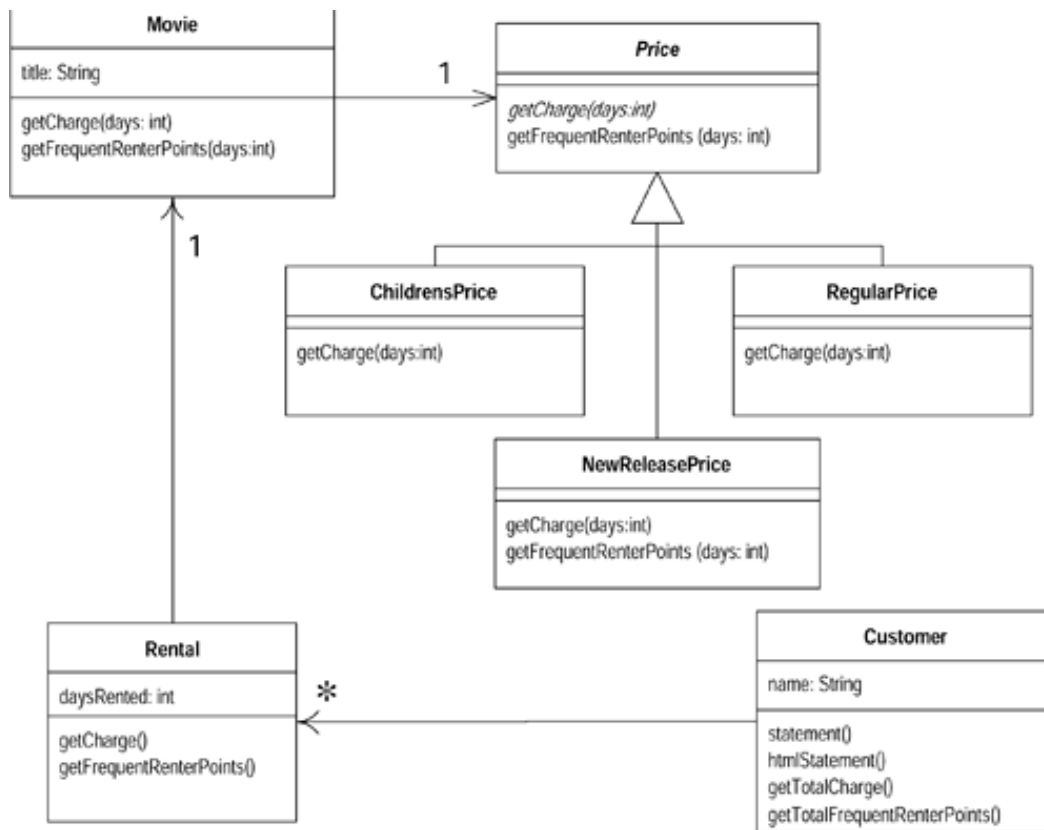 Movie
title: String
getCharge(days: int)
getFrequentRenterPoints(days:int)
1
Price
getCharge(days:int)
getFrequentRenterPoints (days: int)
1
ChildrensPrice
getCharge(days:int)
RegularPrice
getCharge(days:int)
NewReleasePrice
getCharge(days:int)
getFrequentRenterPoints (days: int)
Rental
daysRented: int
getCharge()
getFrequentRenterPoints()
*
Customer
name: String
statement()
htmlStatement()
getTotalCharge()
getTotalFrequentRenterPoints()